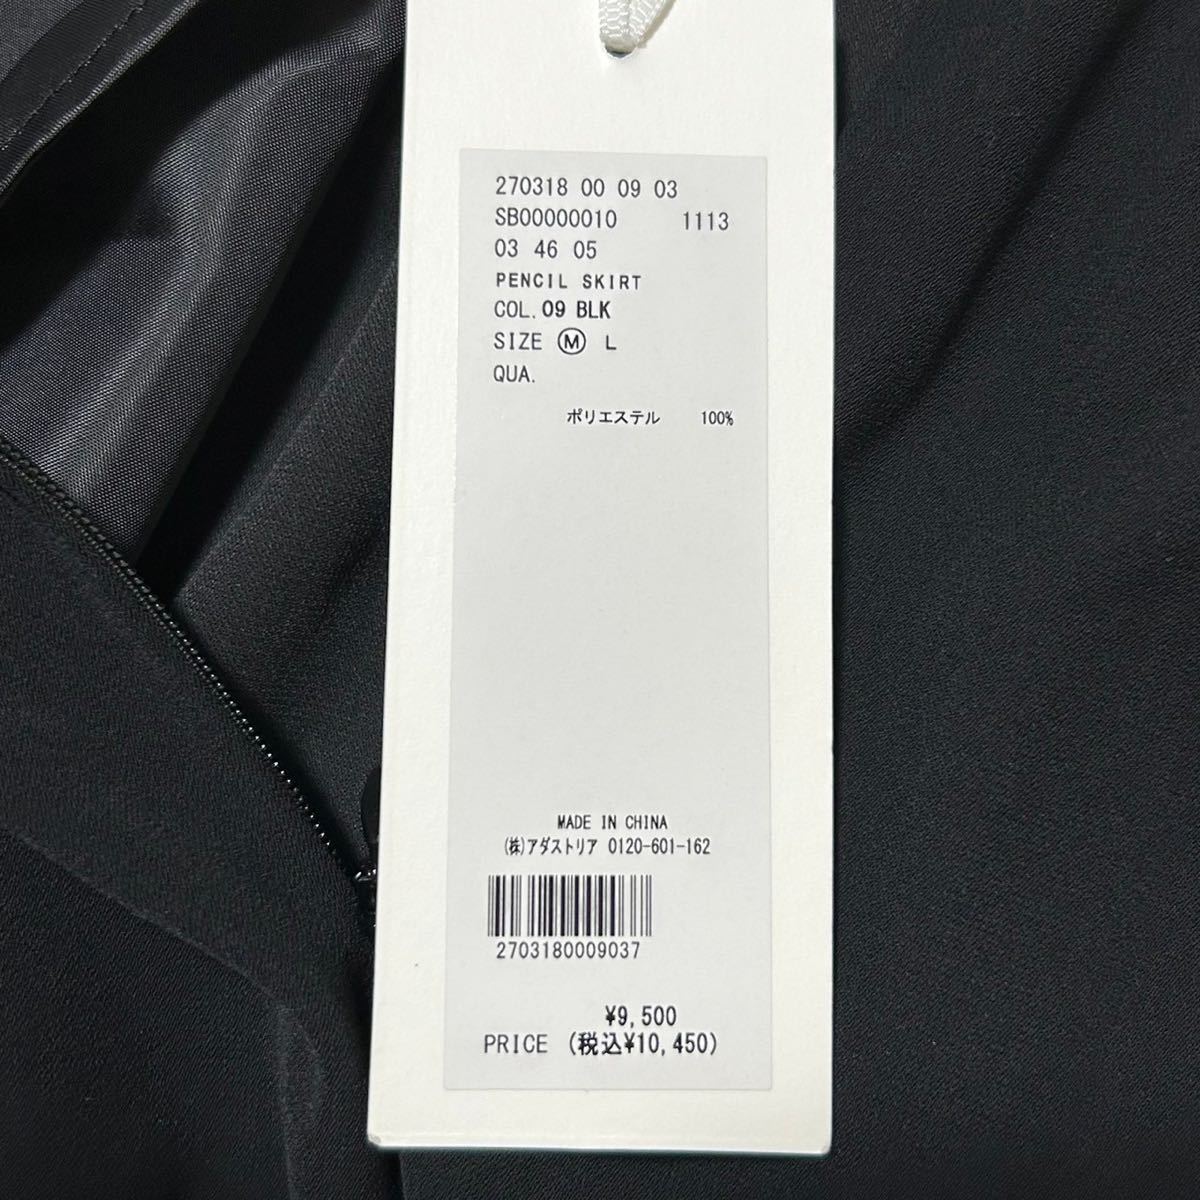 270318 00 09 03
SB00000010 1113
03 46 05
PENCIL SKIRT
COL. 09 BLK
SIZE Ⓜ L
QUA.
ポリエステル 100%
MADE IN CHINA
(株)アダストリア 0120-601-162
2703180009037
¥9,500
PRICE (税込¥10,450)